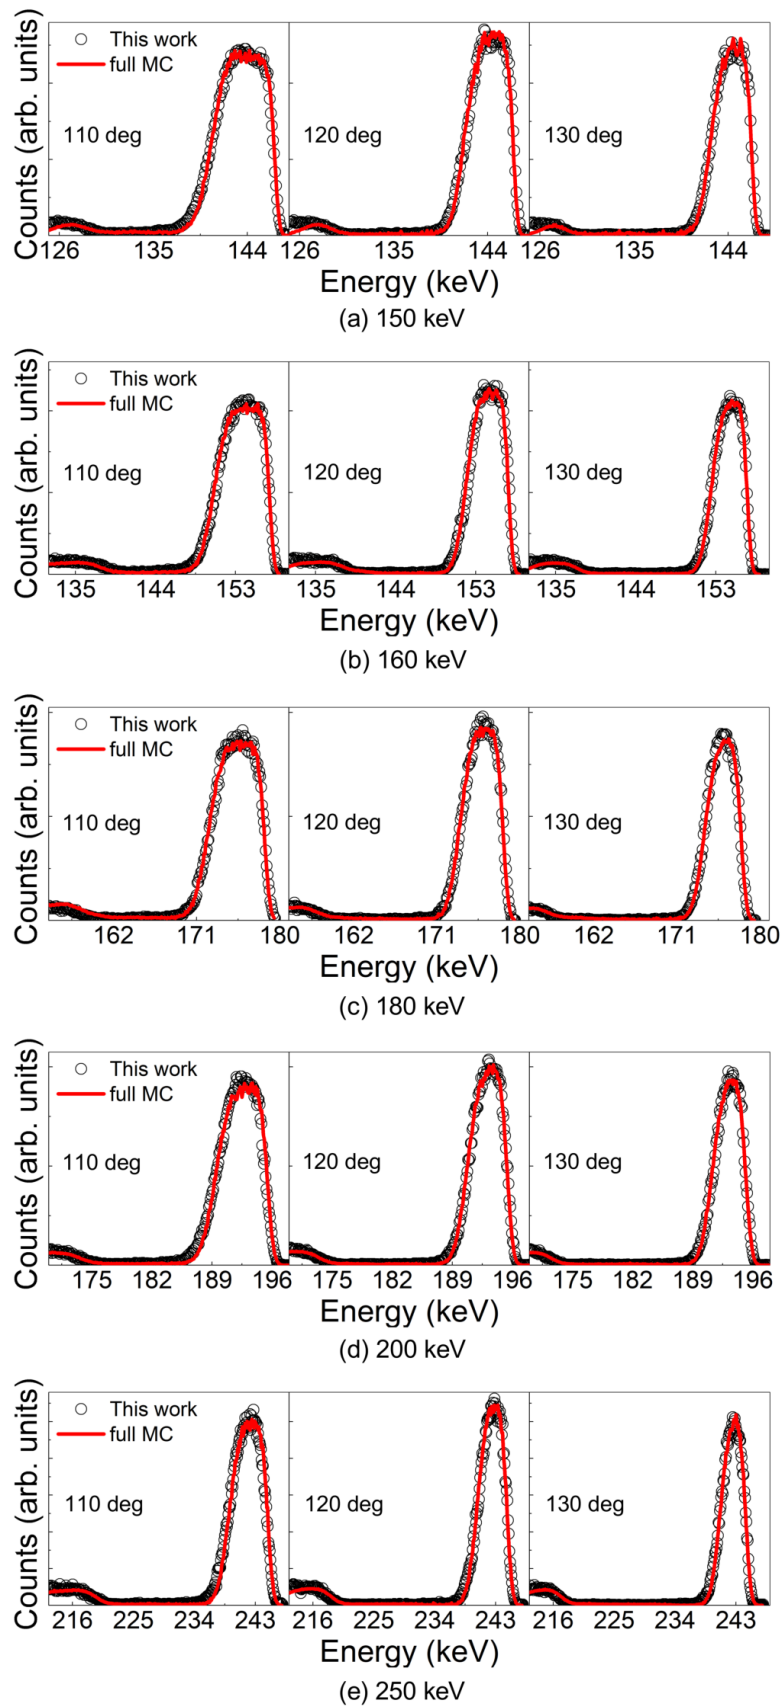 This work
full MC
Counts (arb. units)
110 deg
120 deg
130 deg
126 135 144 126 135 144 126 135 144
Energy (keV)
(a) 150 keV
This work
full MC
Counts (arb. units)
110 deg
120 deg
130 deg
135 144 153 135 144 153 135 144 153
Energy (keV)
(b) 160 keV
This work
full MC
Counts (arb. units)
110 deg
120 deg
130 deg
162 171 180 162 171 180 162 171 180
Energy (keV)
(c) 180 keV
This work
full MC
Counts (arb. units)
110 deg
120 deg
130 deg
175 182 189 196 175 182 189 196 175 182 189 196
Energy (keV)
(d) 200 keV
This work
full MC
Counts (arb. units)
110 deg
120 deg
130 deg
216 225 234 243 216 225 234 243 216 225 234 243
Energy (keV)
(e) 250 keV